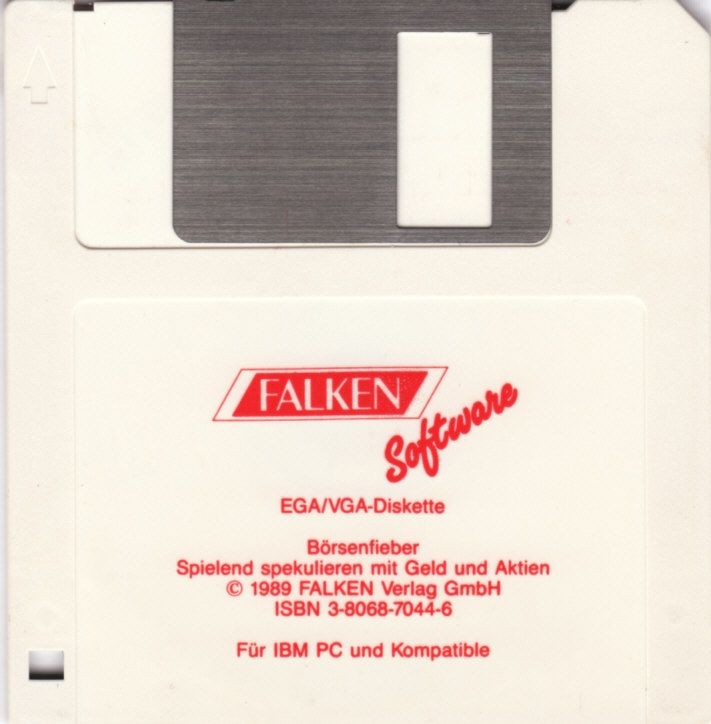 FALKEN
Software
EGA/VGA-Diskette
Börsenfieber
Spielend spekulieren mit Geld und Aktien
© 1989 FALKEN Verlag GmbH
ISBN 3-8068-7044-6
Für IBM PC und Kompatible